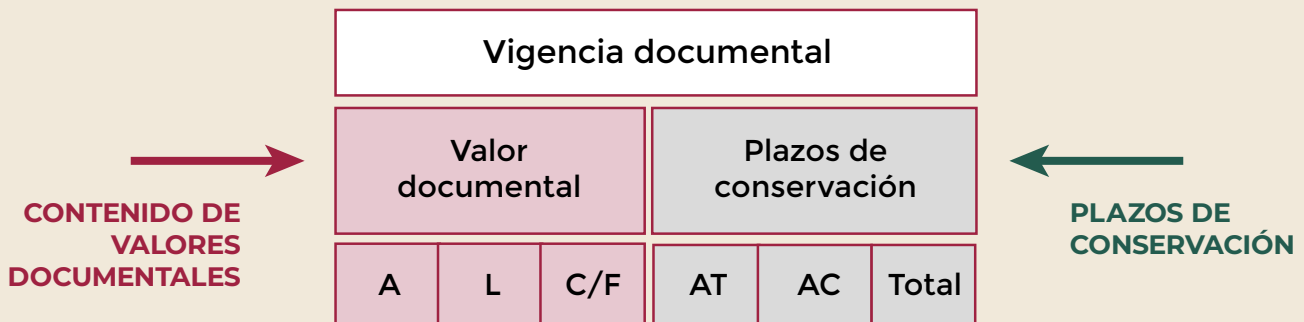 Vigencia documental
Valor
documental
Plazos de
conservación
CONTENIDO DE
VALORES
DOCUMENTALES
PLAZOS DE
CONSERVACIÓN
A L C/F AT AC Total